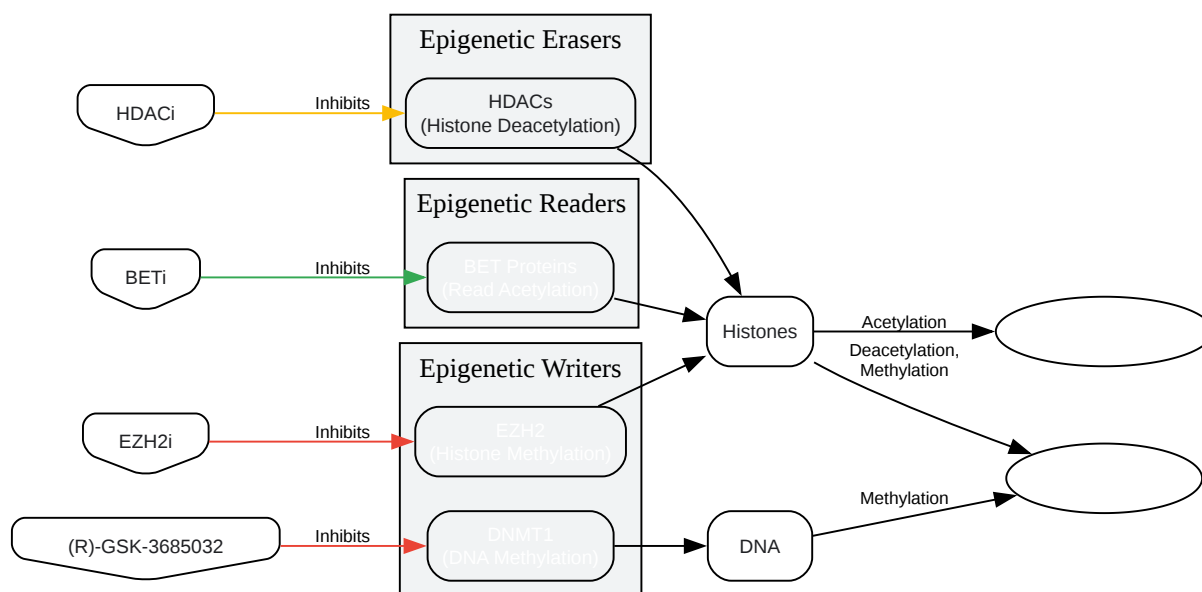 Epigenetic Erasers
HDACi
Inhibits
HDACs
(Histone Deacetylation)
Epigenetic Readers
BETi
Inhibits
BET Proteins
(Read Acetylation)
Histones
Acetylation
Deacetylation,
Methylation
Epigenetic Writers
EZH2i
Inhibits
EZH2
(Histone Methylation)
(R)-GSK-3685032
Inhibits
DNMT1
(DNA Methylation)
DNA
Methylation